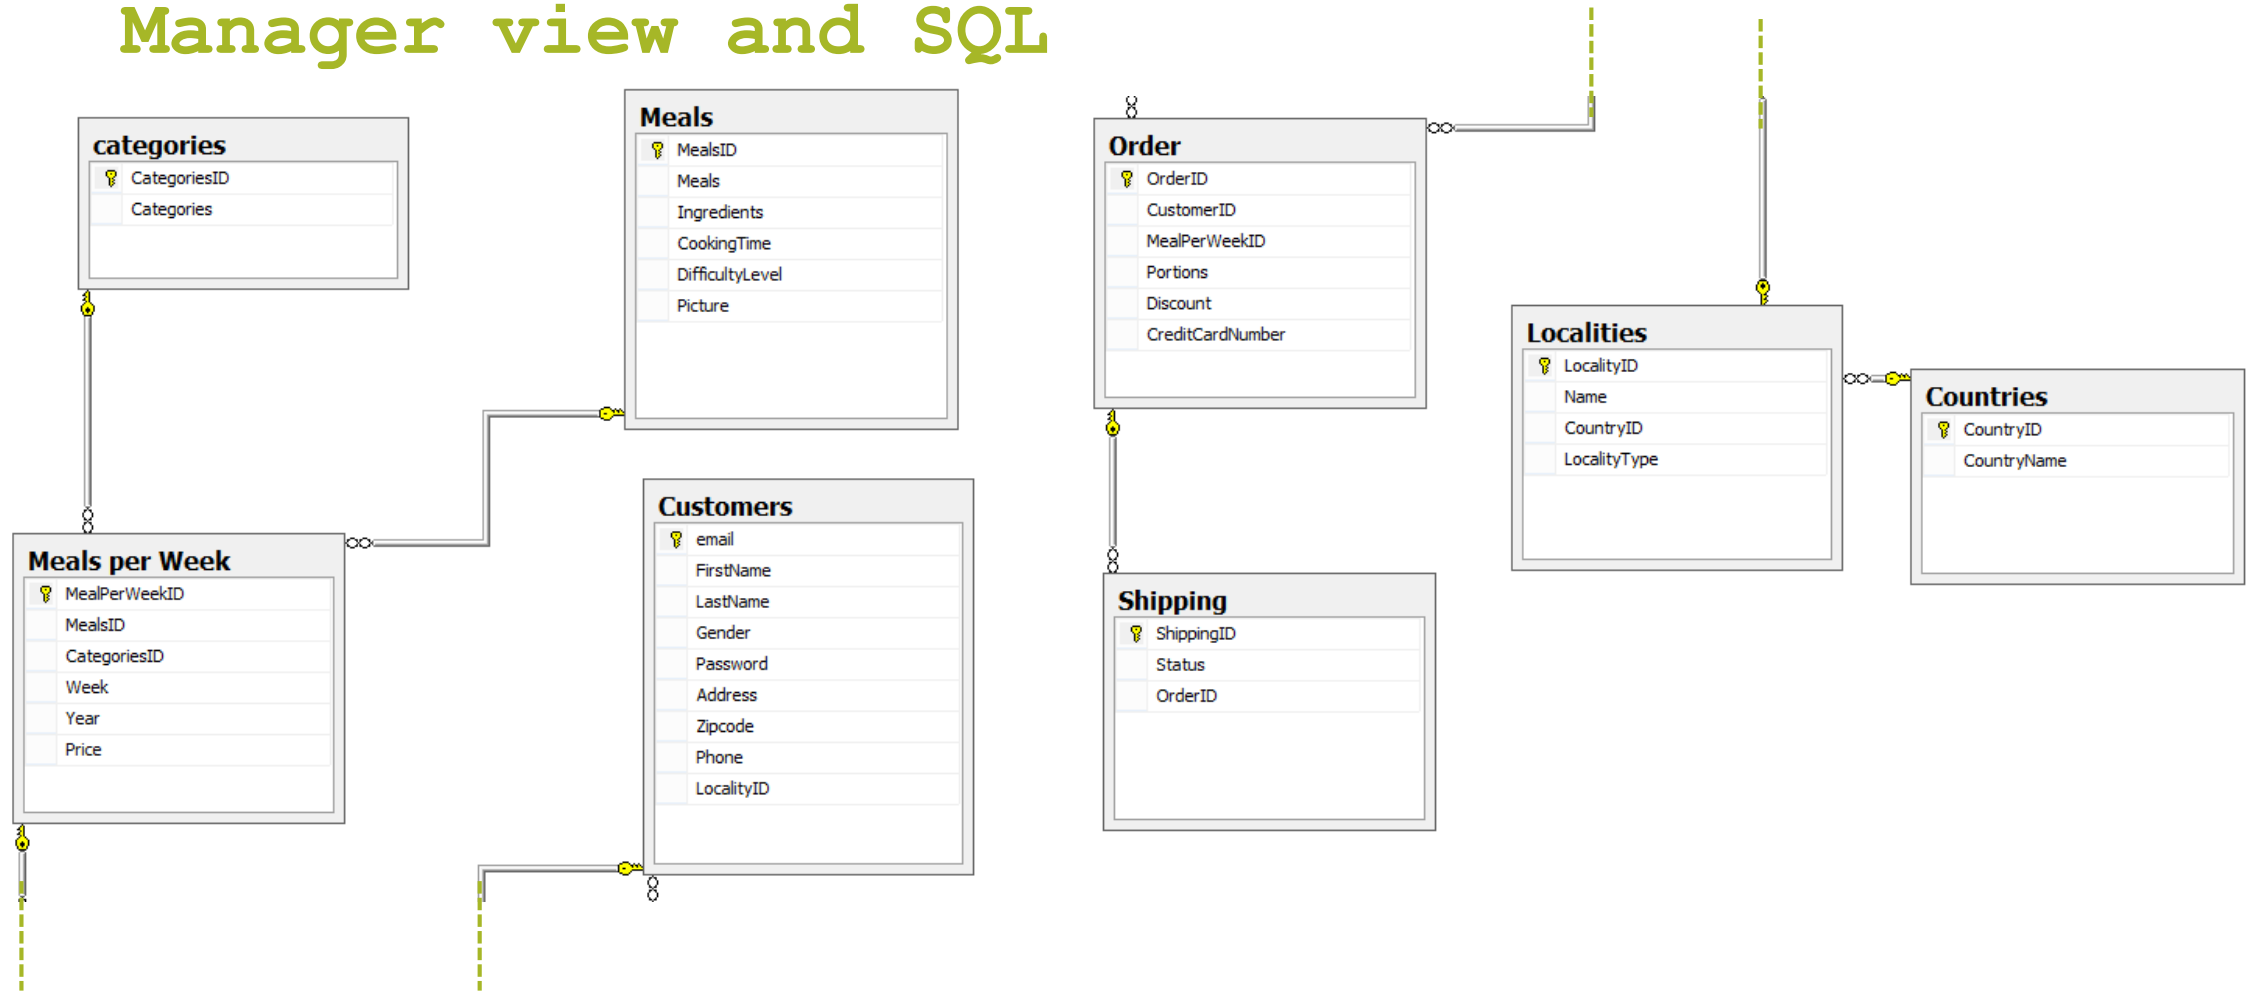 Manager view and SQL
categories
CategoriesID
Categories
Meals
MealsID
Meals
Ingredients
CookingTime
DifficultyLevel
Picture
Meals per Week
MealPerWeekID
MealsID
CategoriesID
Week
Year
Price
Customers
email
FirstName
LastName
Gender
Password
Address
Zipcode
Phone
LocalityID
Order
OrderID
CustomerID
MealPerWeekID
Portions
Discount
CreditCardNumber
Shipping
ShippingID
Status
OrderID
Localities
LocalityID
Name
CountryID
LocalityType
Countries
CountryID
CountryName